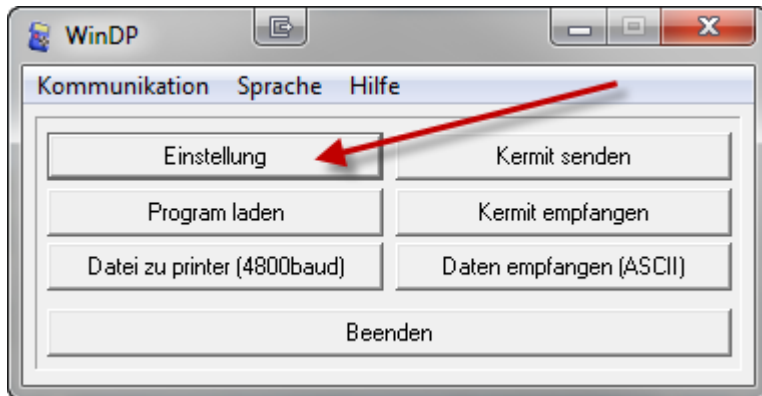 WinDP
Kommunikation Sprache Hilfe
Einstellung Kermit senden
Program laden Kermit empfangen
Datei zu printer (4800baud) Daten empfangen (ASCII)
Beenden